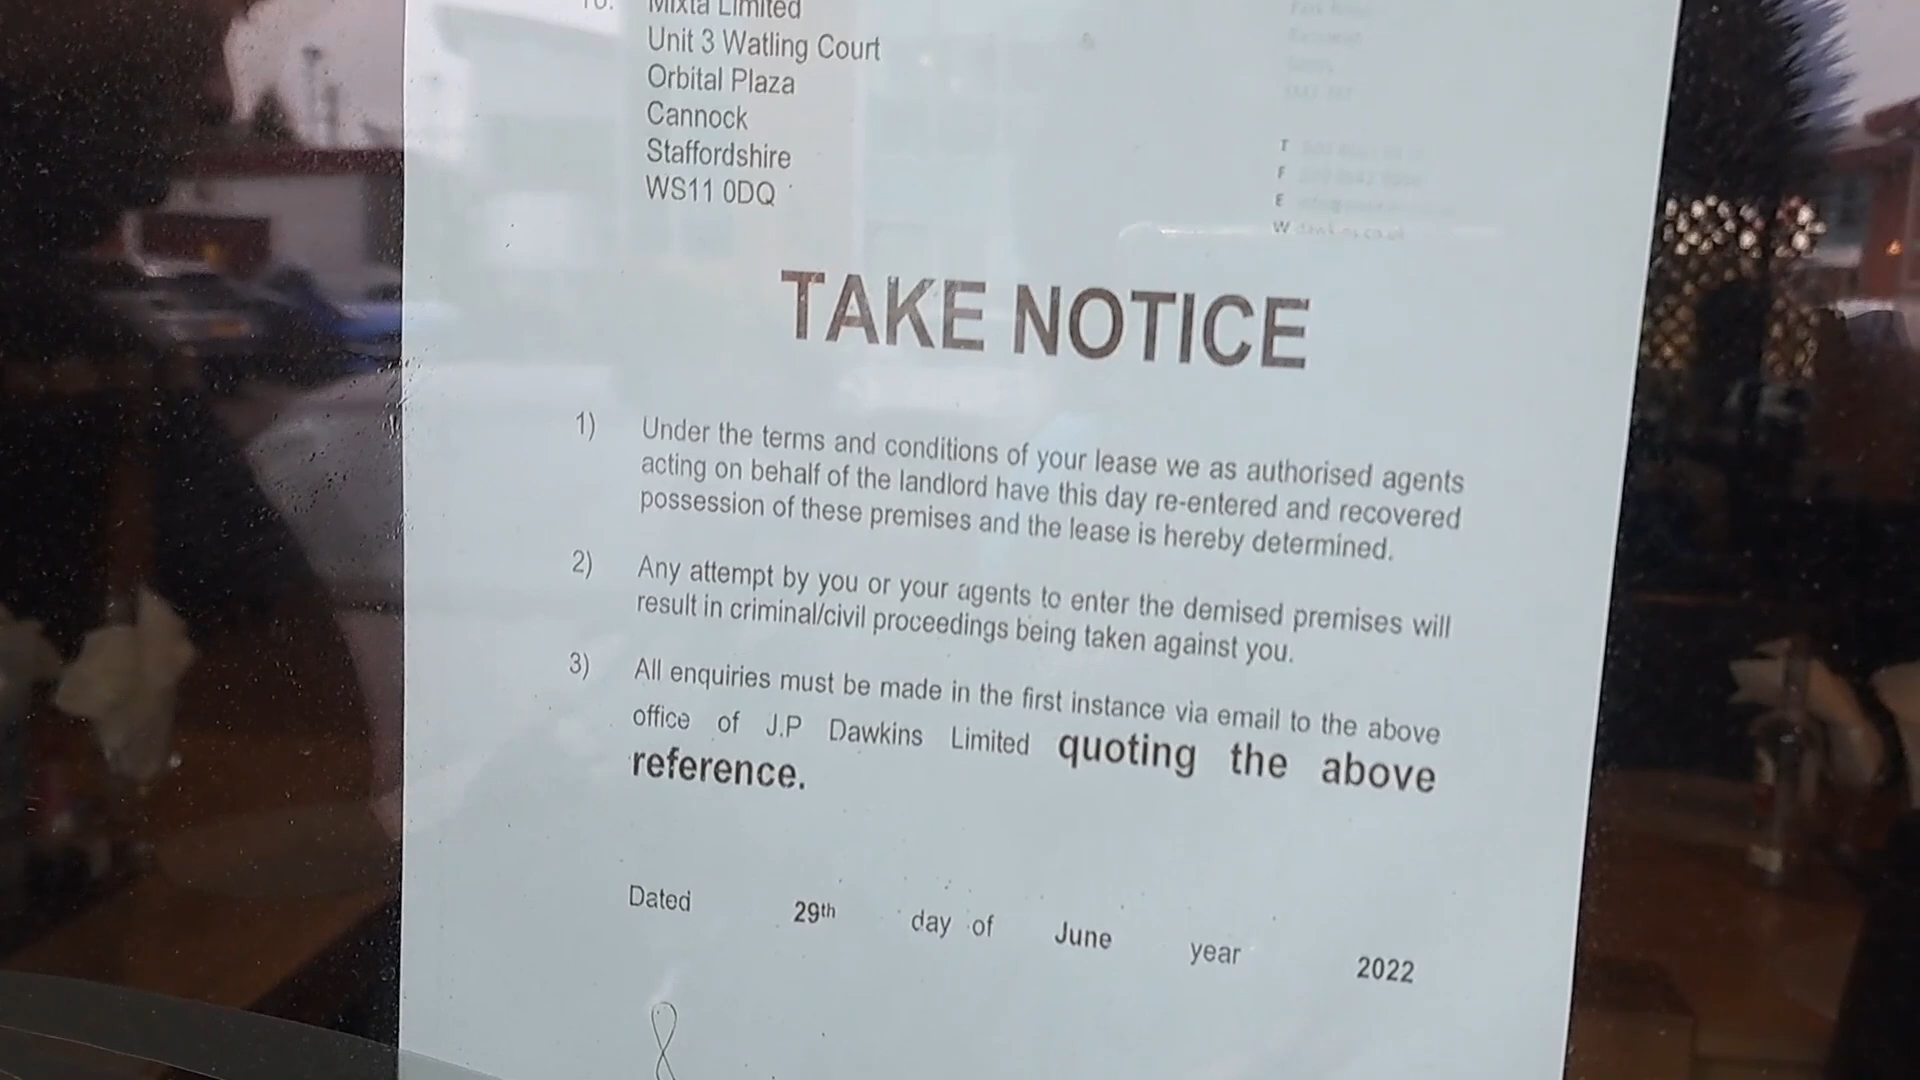 Mixta Limited
Unit 3 Watling Court
Orbital Plaza
Cannock
Staffordshire
WS11 0DQ
T
F
E
W
TAKE NOTICE
1) Under the terms and conditions of your lease we as authorised agents
acting on behalf of the landlord have this day re-entered and recovered
possession of these premises and the lease is hereby determined.
2) Any attempt by you or your agents to enter the demised premises will
result in criminal/civil proceedings being taken against you.
3) All enquiries must be made in the first instance via email to the above
office of J.P Dawkins Limited quoting the above
reference.
Dated 29th day of June year 2022